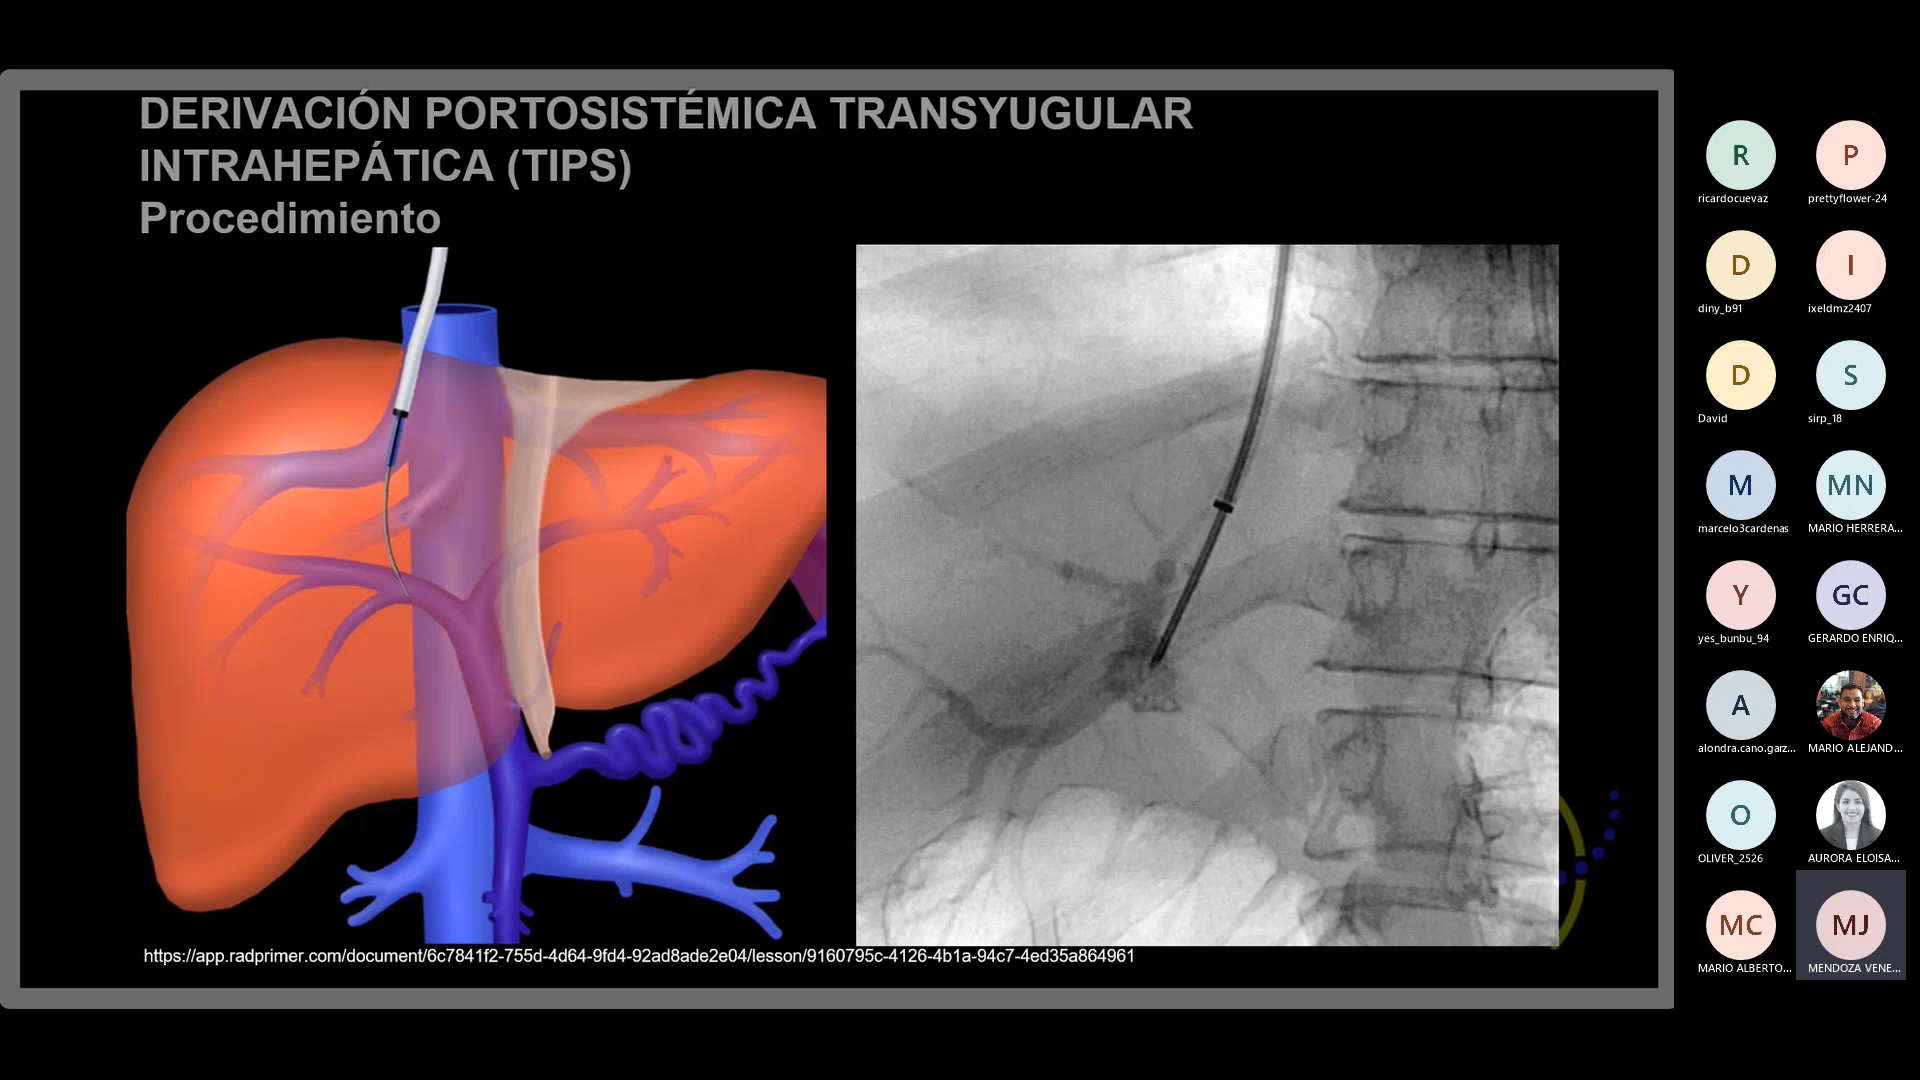 DERIVACIÓN PORTOSISTÉMICA TRANSYUGULAR
INTRAHEPÁTICA (TIPS)
Procedimiento
https://app.radprimer.com/document/6c7841f2-755d-4d64-9fd4-92ad8ade2e04/lesson/9160795c-4126-4b1a-94c7-4ed35a864961
R
ricardocuevaz
P
prettyflower-24
D
diny_b91
I
ixeldmz2407
D
David
S
sirp_18
M
marcelo3cardenas
MN
MARIO HERRERA...
Y
yes_bunbu_94
GC
GERARDO ENRIQ...
A
alondra.cano.garz...
MARIO ALEJAND...
O
OLIVER_2526
AURORA ELOISA...
MC
MARIO ALBERTO...
MJ
MENDOZA VENE...